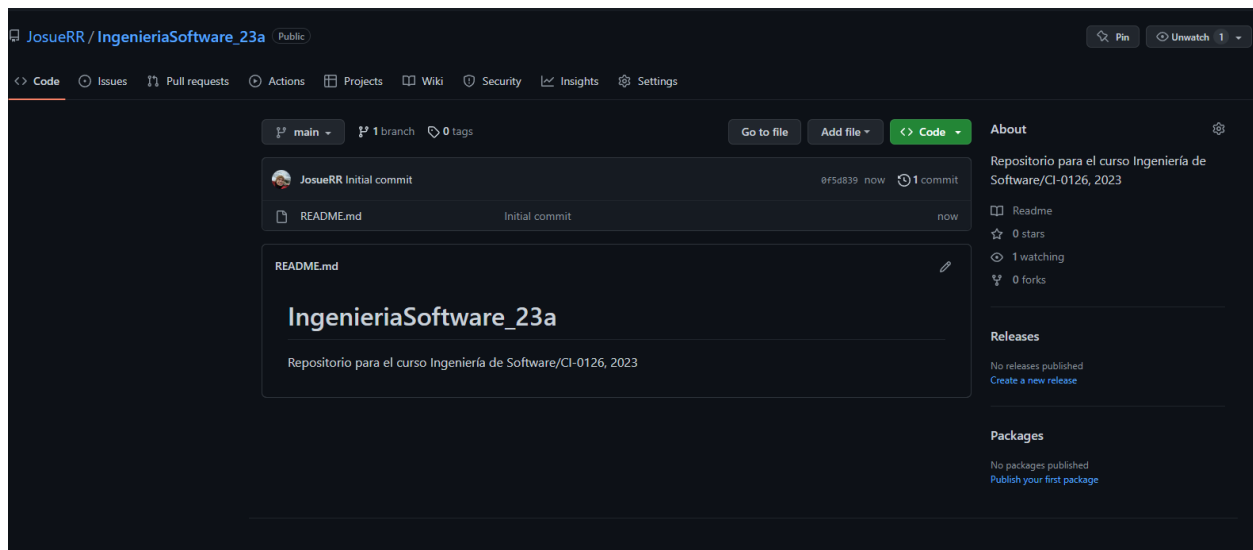 JosueRR / IngenieriaSoftware_23a Public
Pin Unwatch 1
<> Code Issues Pull requests Actions Projects Wiki Security Insights Settings
main 1 branch 0 tags Go to file Add file <> Code
JosueRR Initial commit 0f5d839 now 1 commit
README.md Initial commit now
README.md
IngenieriaSoftware_23a
Repositorio para el curso Ingeniería de Software/CI-0126, 2023
About
Repositorio para el curso Ingeniería de
Software/CI-0126, 2023
Readme
0 stars
1 watching
0 forks
Releases
No releases published
Create a new release
Packages
No packages published
Publish your first package